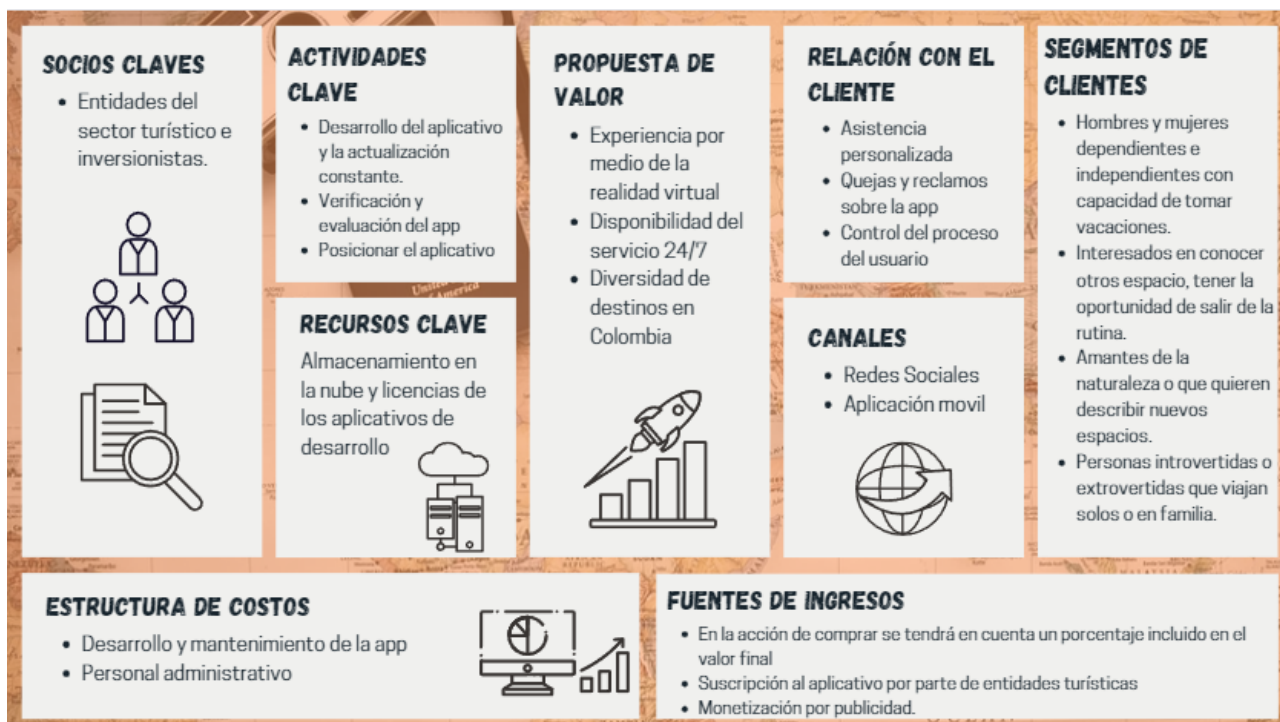 SOCIOS CLAVES
• Entidades del
sector turístico e
inversionistas.
ACTIVIDADES
CLAVE
• Desarrollo del aplicativo
y la actualización
constante.
• Verificación y
evaluación del app
• Posicionar el aplicativo
RECURSOS CLAVE
Almacenamiento en
la nube y licencias de
los aplicativos de
desarrollo
PROPUESTA DE
VALOR
• Experiencia por
medio de la
realidad virtual
• Disponibilidad del
servicio 24/7
• Diversidad de
destinos en
Colombia
RELACIÓN CON EL
CLIENTE
• Asistencia
personalizada
• Quejas y reclamos
sobre la app
• Control del proceso
del usuario
CANALES
• Redes Sociales
• Aplicación movil
SEGMENTOS DE
CLIENTES
• Hombres y mujeres
dependientes e
independientes con
capacidad de tomar
vacaciones.
• Interesados en conocer
otros espacio, tener la
oportunidad de salir de la
rutina.
• Amantes de la
naturaleza o que quieren
describir nuevos
espacios.
• Personas introvertidas o
extrovertidas que viajan
solos o en familia.
ESTRUCTURA DE COSTOS
• Desarrollo y mantenimiento de la app
• Personal administrativo
FUENTES DE INGRESOS
• En la acción de comprar se tendrá en cuenta un porcentaje incluido en el
valor final
• Suscripción al aplicativo por parte de entidades turísticas
• Monetización por publicidad.